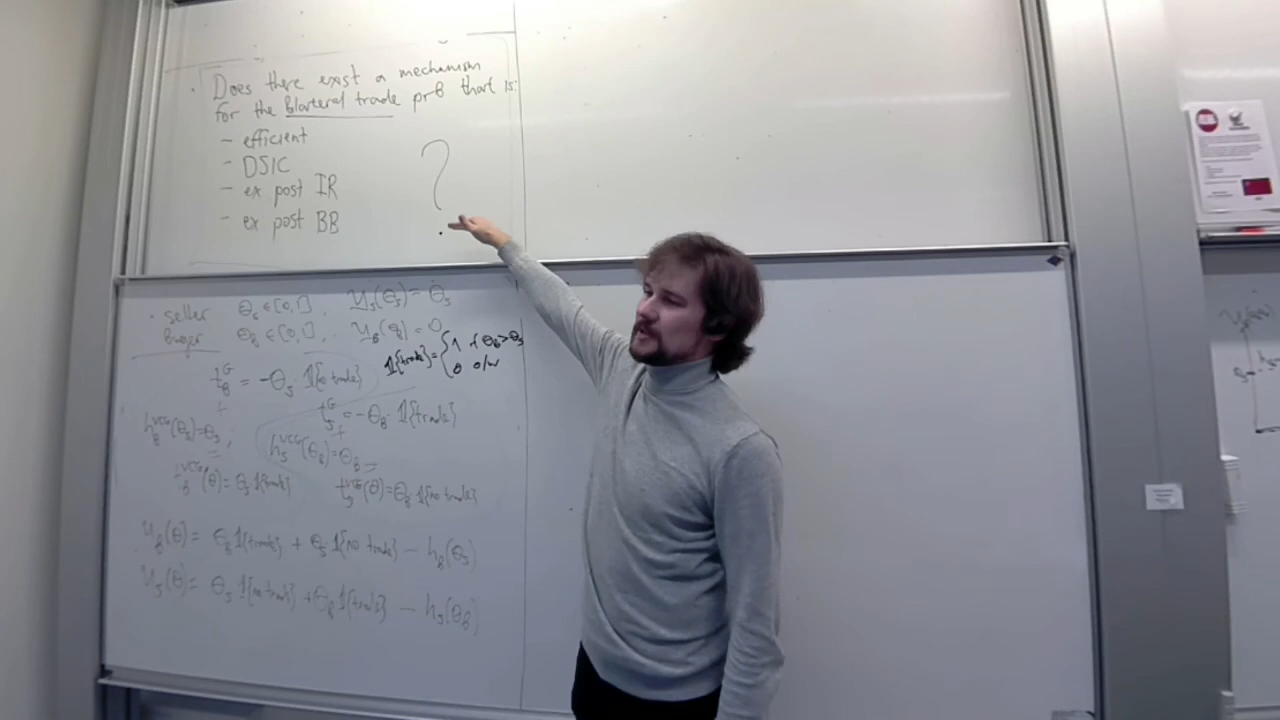 · Does there exist a mechanism
for the bilateral trade prb that is:
- efficient
- DSIC
- ex post IR
- ex post BB
?
· seller θ_s ∈ [0,1], u_s(θ_s) = θ_s
buyer θ_B ∈ [0,1], u_B(θ_B) = 0
1{trade} = { 1 if θ_B > θ_s
0 o/w
t_B^G = -θ_s · 1{no trade}
t_s^G = -θ_B · 1{trade}
+
+
h_B^VCG(θ_s) = θ_s
h_s^VCG(θ_B) = θ_B
t_B^VCG(θ) = θ_s 1{trade}
t_s^VCG(θ) = θ_B · 1{no trade}
u_B(θ) = θ_B 1{trade} + θ_s 1{no trade} - h_B(θ_s)
u_s(θ) = θ_s 1{no trade} + θ_B 1{trade} - h_s(θ_B)